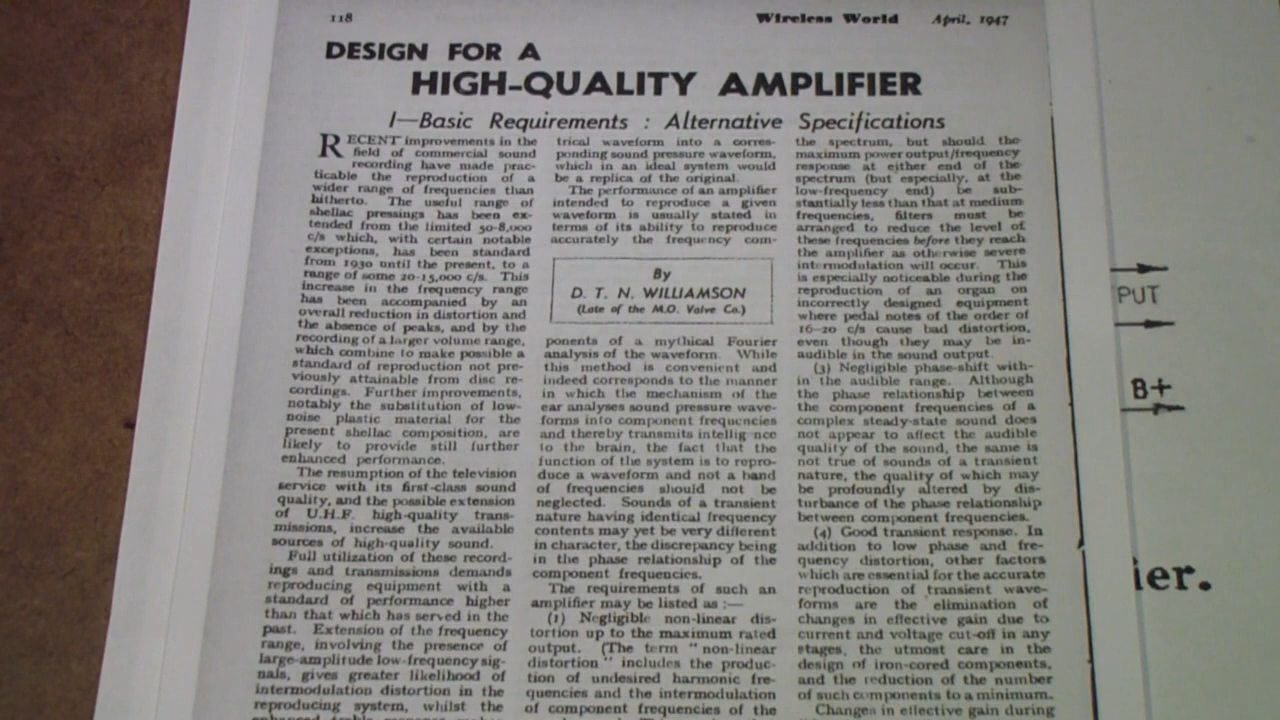 118
Wireless World April, 1947
DESIGN FOR A
HIGH-QUALITY AMPLIFIER
I—Basic Requirements : Alternative Specifications
RECENT improvements in the
field of commercial sound
recording have made prac-
ticable the reproduction of a
wider range of frequencies than
hitherto. The useful range of
shellac pressings has been ex-
tended from the limited 50-8,000
c/s which, with certain notable
exceptions, has been standard
from 1930 until the present, to a
range of some 20-15,000 c/s. This
increase in the frequency range
has been accompanied by an
overall reduction in distortion and
the absence of peaks, and by the
recording of a larger volume range,
which combine to make possible a
standard of reproduction not pre-
viously attainable from disc re-
cordings. Further improvements,
notably the substitution of low-
noise plastic material for the
present shellac composition, are
likely to provide still further
enhanced performance.
The resumption of the television
service with its first-class sound
quality, and the possible extension
of U.H.F. high-quality trans-
missions, increase the available
sources of high-quality sound.
Full utilization of these record-
ings and transmissions demands
reproducing equipment with a
standard of performance higher
than that which has served in the
past. Extension of the frequency
range, involving the presence of
large-amplitude low-frequency sig-
nals, gives greater likelihood of
intermodulation distortion in the
reproducing system, whilst the
trical waveform into a corres-
ponding sound pressure waveform,
which in an ideal system would
be a replica of the original.
The performance of an amplifier
intended to reproduce a given
waveform is usually stated in
terms of its ability to reproduce
accurately the frequency com-
By
D. T. N. WILLIAMSON
(Late of the M.O. Valve Co.)
ponents of a mythical Fourier
analysis of the waveform. While
this method is convenient and
indeed corresponds to the manner
in which the mechanism of the
ear analyses sound pressure wave-
forms into component frequencies
and thereby transmits intellig nce
to the brain, the fact that the
function of the system is to repro-
duce a waveform and not a band
of frequencies should not be
neglected. Sounds of a transient
nature having identical frequency
contents may yet be very different
in character, the discrepancy being
in the phase relationship of the
component frequencies.
The requirements of such an
amplifier may be listed as :—
(1) Negligible non-linear dis-
tortion up to the maximum rated
output. (The term " non-linear
distortion " includes the produc-
tion of undesired harmonic fre-
quencies and the intermodulation
of component frequencies of the
the spectrum, but should the
maximum power output/frequency
response at either end of the
spectrum (but especially, at the
low-frequency end) be sub-
stantially less than that at medium
frequencies, filters must be
arranged to reduce the level of
these frequencies before they reach
the amplifier as otherwise severe
intermodulation will occur. This
is especially noticeable during the
reproduction of an organ on
incorrectly designed equipment
where pedal notes of the order of
16-20 c/s cause bad distortion,
even though they may be in-
audible in the sound output.
(3) Negligible phase-shift with-
in the audible range. Although
the phase relationship between
the component frequencies of a
complex steady-state sound does
not appear to affect the audible
quality of the sound, the same is
not true of sounds of a transient
nature, the quality of which may
be profoundly altered by dis-
turbance of the phase relationship
between component frequencies.
(4) Good transient response. In
addition to low phase and fre-
quency distortion, other factors
which are essential for the accurate
reproduction of transient wave-
forms are the elimination of
changes in effective gain due to
current and voltage cut-off in any
stages, the utmost care in the
design of iron-cored components,
and the reduction of the number
of such components to a minimum.
Changes in effective gain during
PUT
B+
ier.